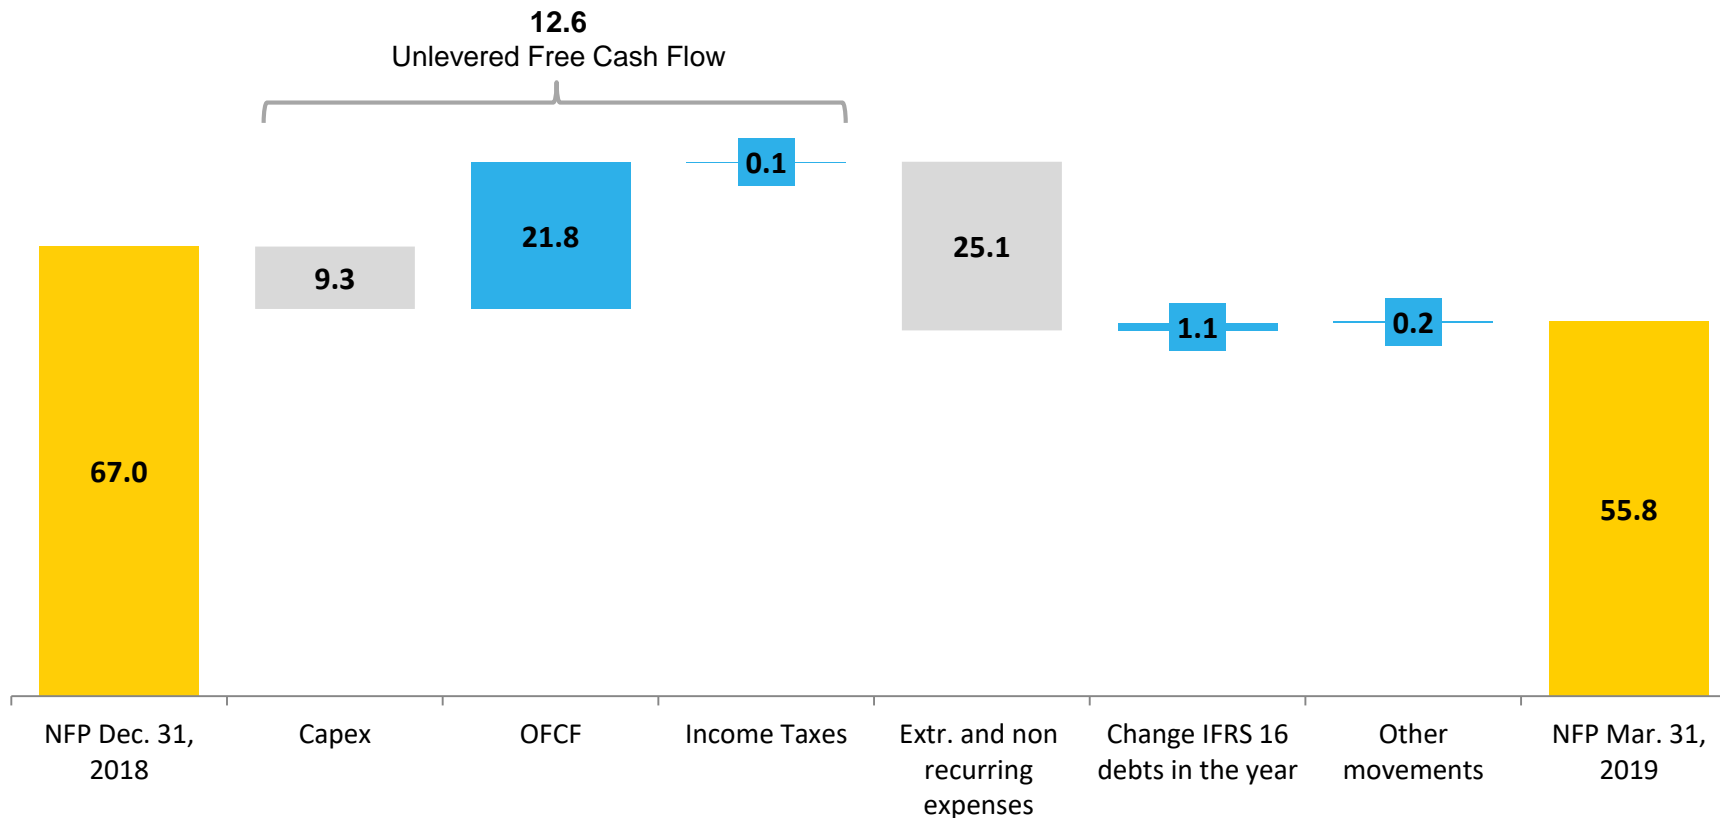 12.6
Unlevered Free Cash Flow
0.1
21.8
25.1
9.3
1.1
0.2
67.0
55.8
NFP Dec. 31,
2018
Capex
OFCF
Income Taxes
Extr. and non
recurring
expenses
Change IFRS 16
debts in the year
Other
movements
NFP Mar. 31,
2019